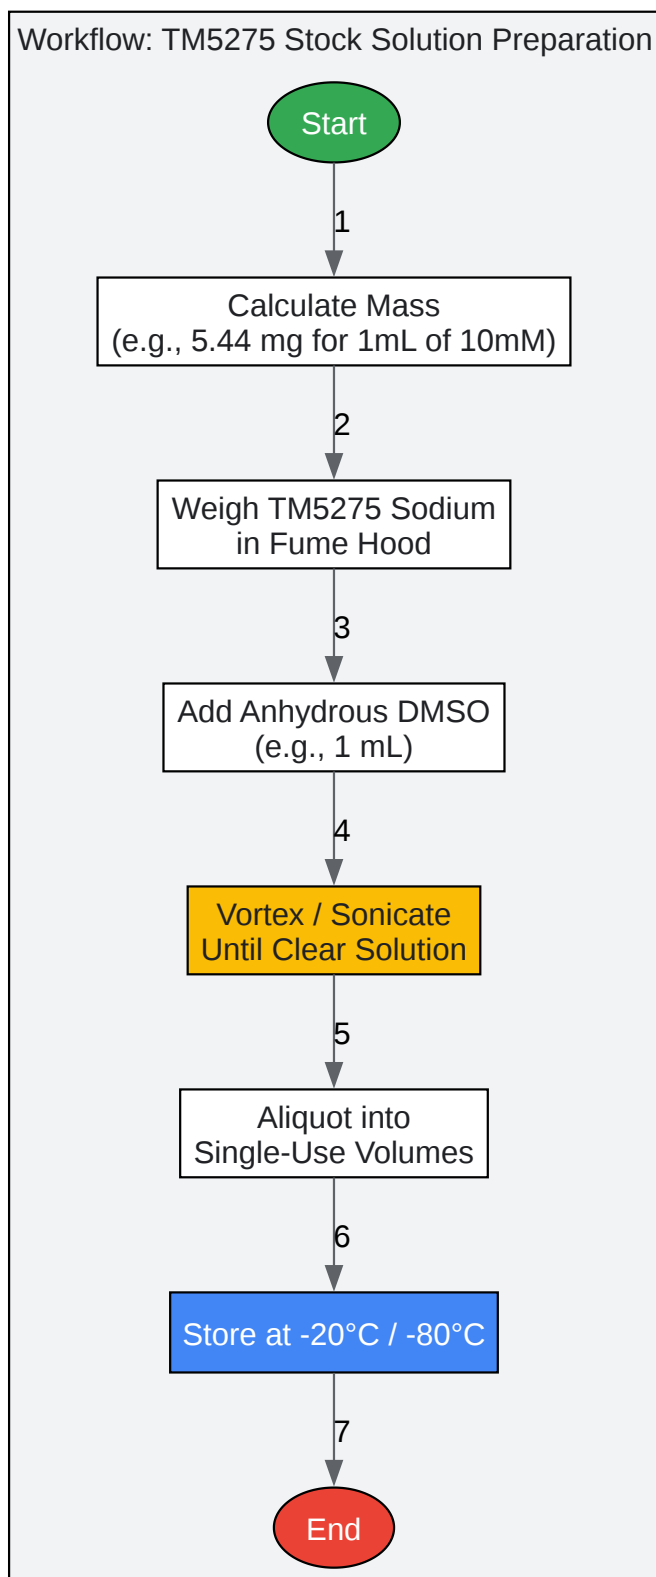 Workflow: TM5275 Stock Solution Preparation
Start
1
Calculate Mass
(e.g., 5.44 mg for 1mL of 10mM)
2
Weigh TM5275 Sodium
in Fume Hood
3
Add Anhydrous DMSO
(e.g., 1 mL)
4
Vortex / Sonicate
Until Clear Solution
5
Aliquot into
Single-Use Volumes
6
Store at -20°C / -80°C
7
End